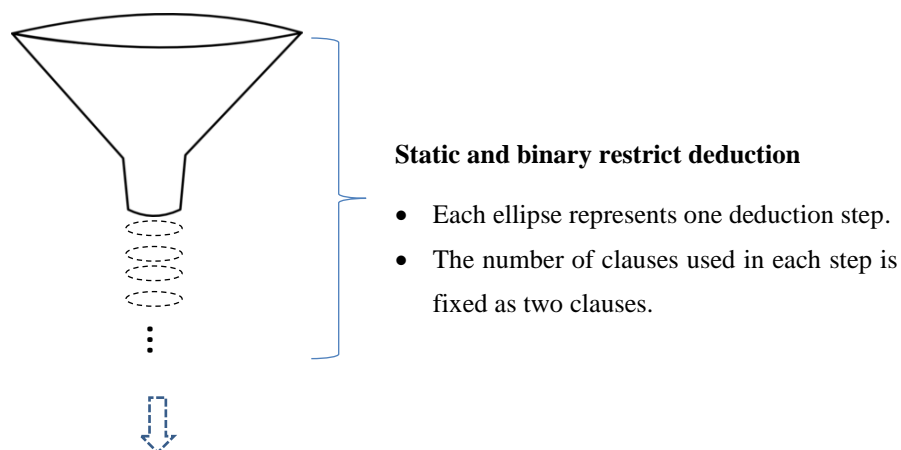 Static and binary restrict deduction
• Each ellipse represents one deduction step.
• The number of clauses used in each step is
fixed as two clauses.